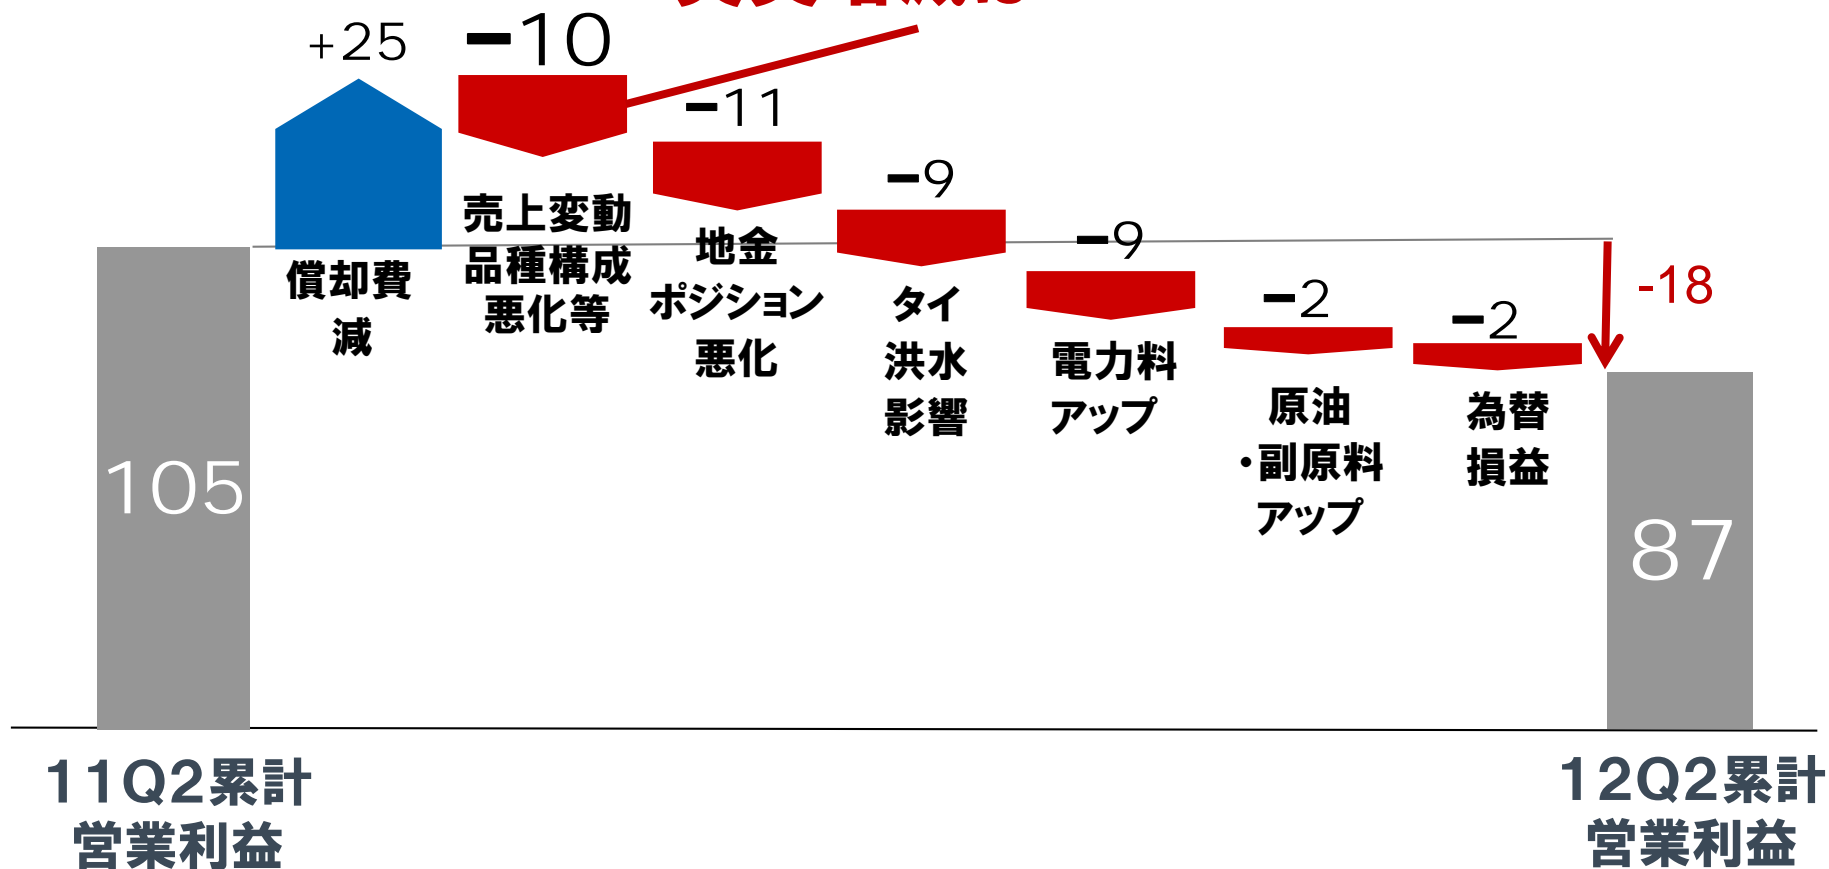 +25
−10
−11
−9
−9
−2
−2
-18
償却費
減
売上変動
品種構成
悪化等
地金
ポジション
悪化
タイ
洪水
影響
電力料
アップ
原油
・副原料
アップ
為替
損益
105
87
11Q2累計
営業利益
12Q2累計
営業利益